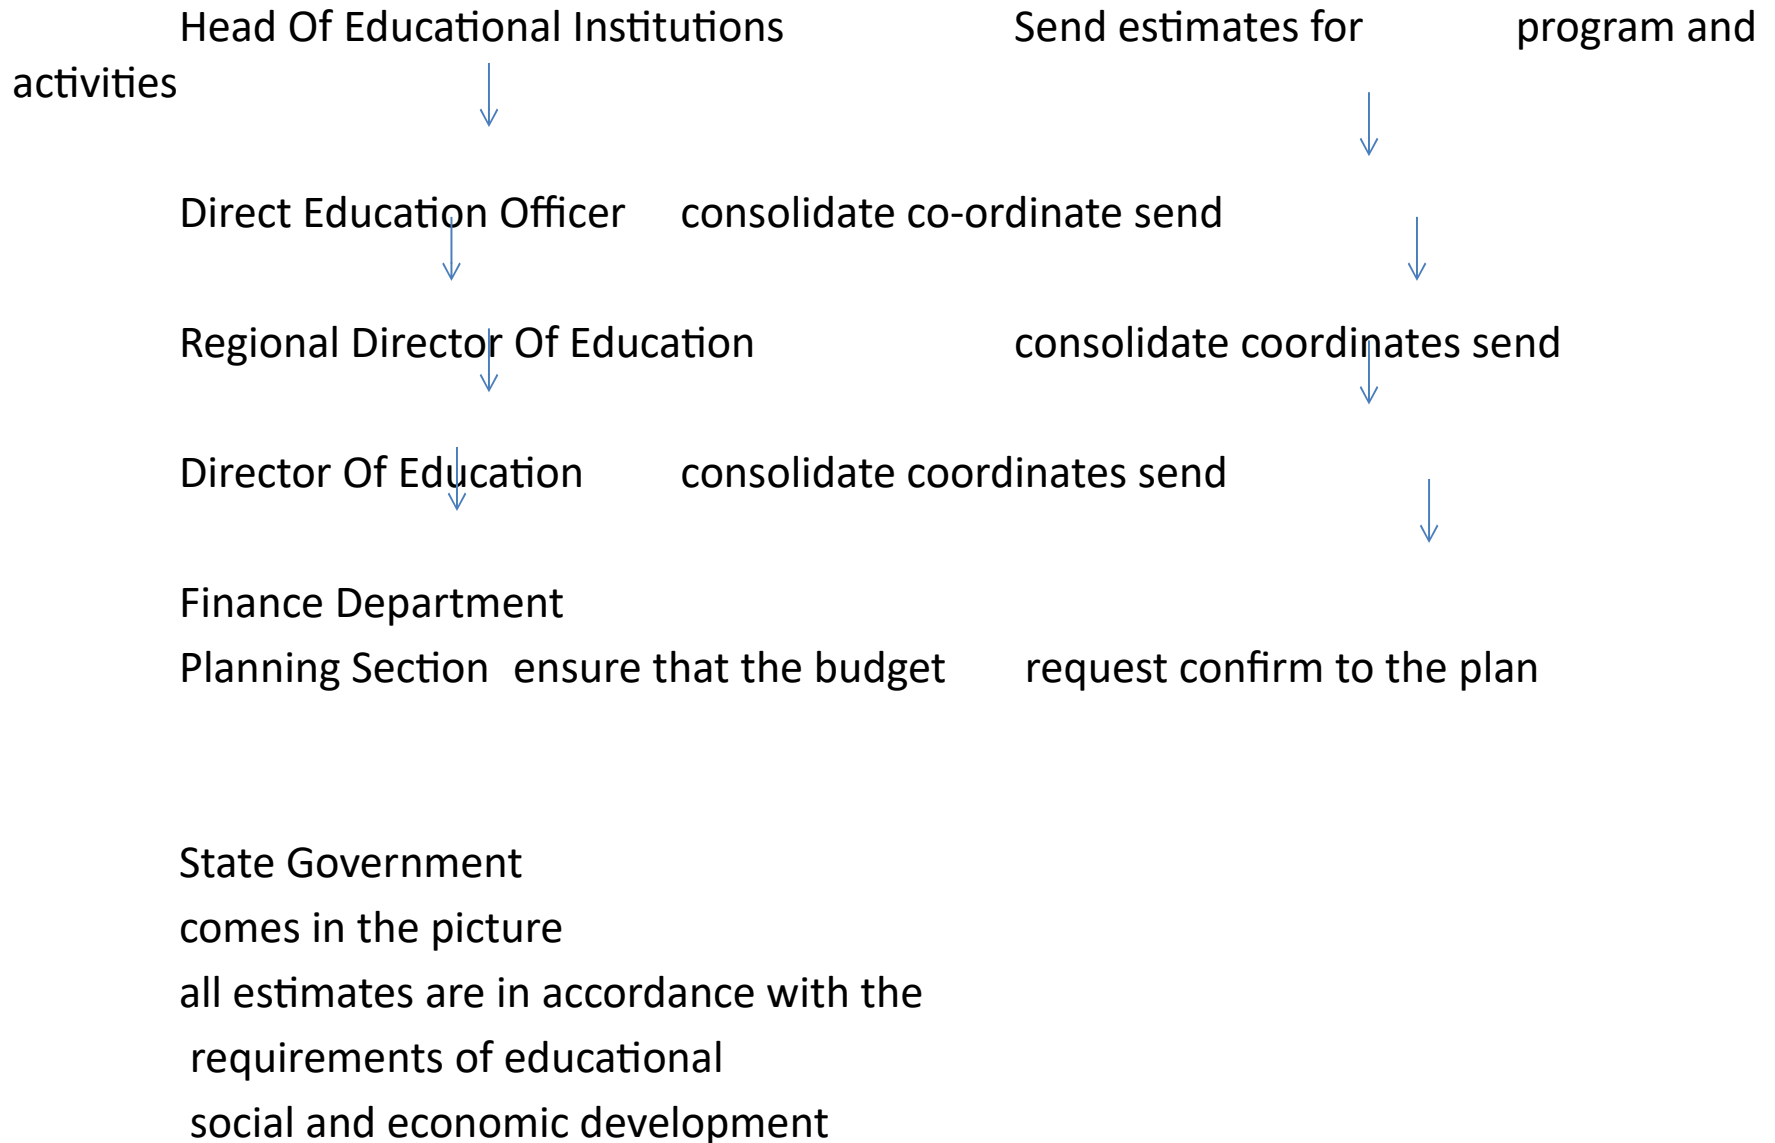 Head Of Educational Institutions Send estimates for program and
activities
Direct Education Officer consolidate co-ordinate send
Regional Director Of Education consolidate coordinates send
Director Of Education consolidate coordinates send
Finance Department
Planning Section ensure that the budget request confirm to the plan
State Government
comes in the picture
all estimates are in accordance with the
requirements of educational
social and economic development